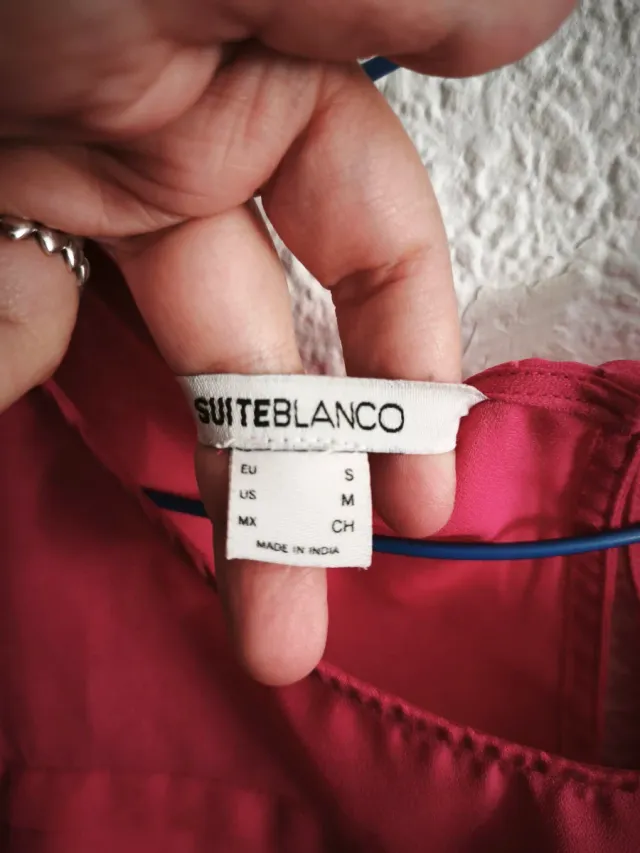 SUITEBLANCO
EU S
US M
MX CH
MADE IN INDIA